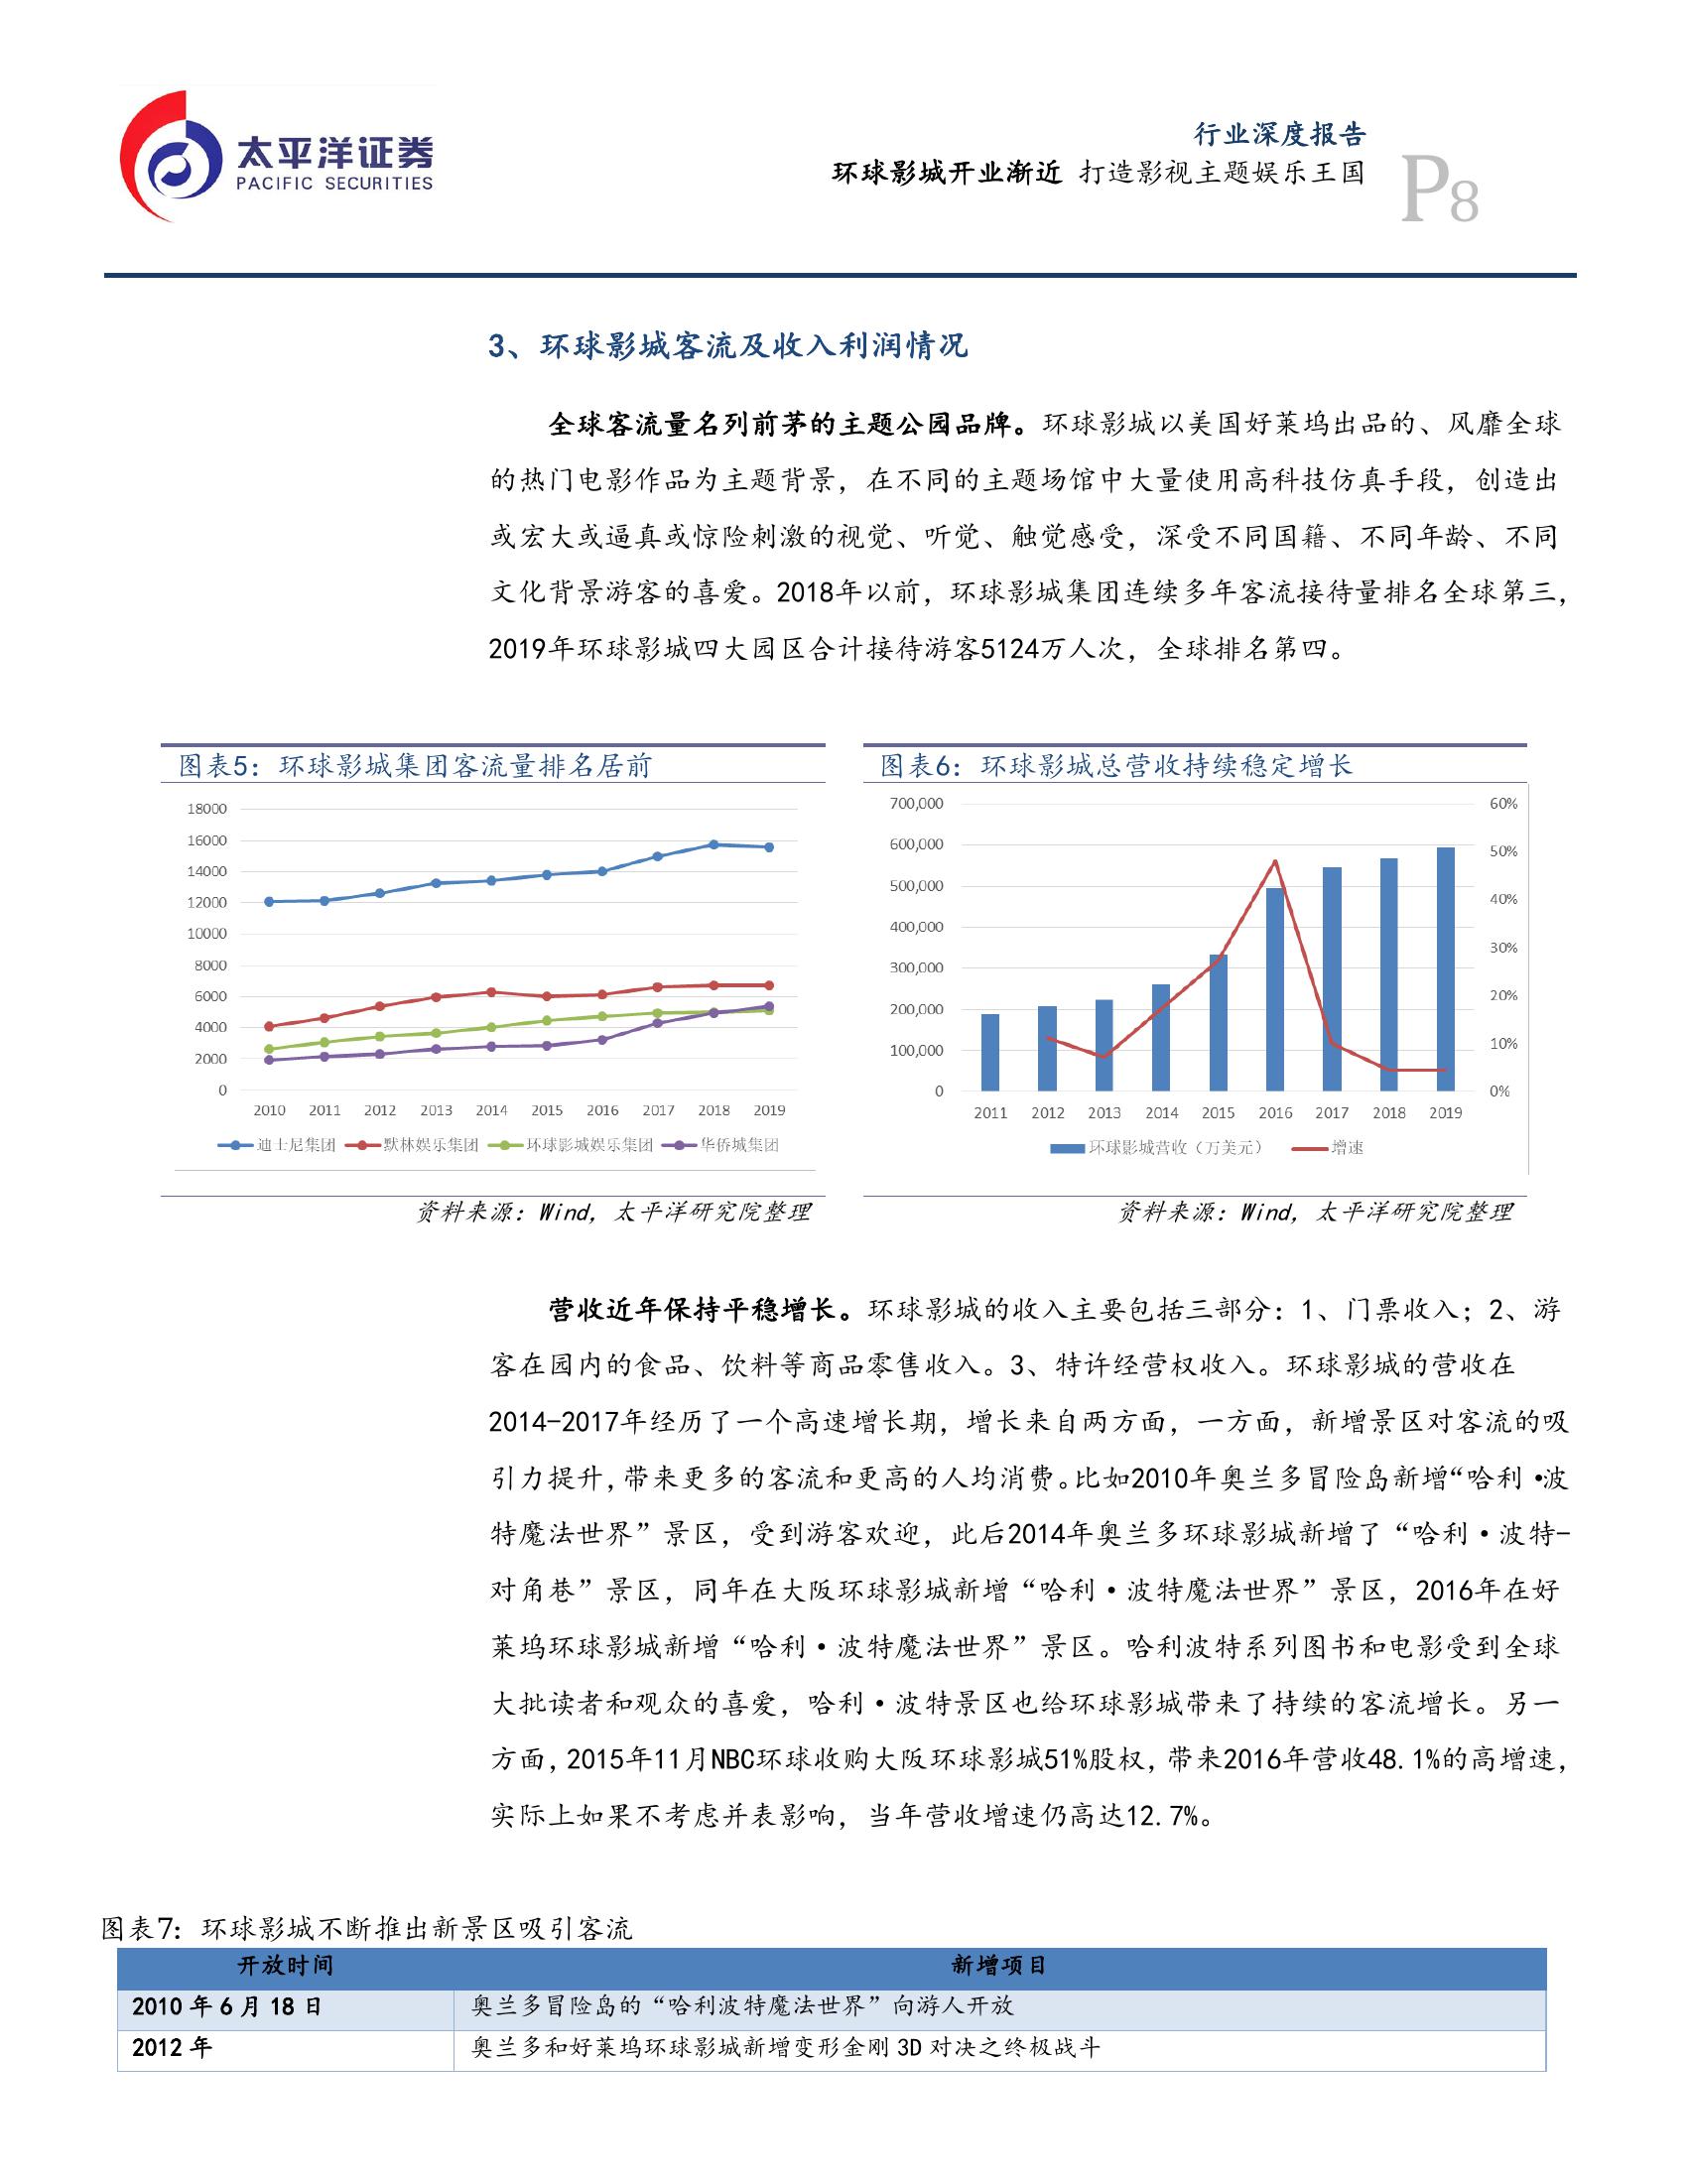 太平洋证券
PACIFIC SECURITIES
行业深度报告
环球影城开业渐近 打造影视主题娱乐王国
P8
3、环球影城客流及收入利润情况
全球客流量名列前茅的主题公园品牌。环球影城以美国好莱坞出品的、风靡全球
的热门电影作品为主题背景，在不同的主题场馆中大量使用高科技仿真手段，创造出
或宏大或逼真或惊险刺激的视觉、听觉、触觉感受，深受不同国籍、不同年龄、不同
文化背景游客的喜爱。2018年以前，环球影城集团连续多年客流接待量排名全球第三，
2019年环球影城四大园区合计接待游客5124万人次，全球排名第四。
图表5：环球影城集团客流量排名居前
18000
16000
14000
12000
10000
8000
6000
4000
2000
0
2010 2011 2012 2013 2014 2015 2016 2017 2018 2019
迪士尼集团 默林娱乐集团 环球影城娱乐集团 华侨城集团
资料来源：Wind，太平洋研究院整理
图表6：环球影城总营收持续稳定增长
700,000
600,000
500,000
400,000
300,000
200,000
100,000
0
60%
50%
40%
30%
20%
10%
0%
2011 2012 2013 2014 2015 2016 2017 2018 2019
环球影城营收（万美元） 增速
资料来源：Wind，太平洋研究院整理
营收近年保持平稳增长。环球影城的收入主要包括三部分：1、门票收入；2、游
客在园内的食品、饮料等商品零售收入。3、特许经营权收入。环球影城的营收在
2014-2017年经历了一个高速增长期，增长来自两方面，一方面，新增景区对客流的吸
引力提升，带来更多的客流和更高的人均消费。比如2010年奥兰多冒险岛新增“哈利·波
特魔法世界”景区，受到游客欢迎，此后2014年奥兰多环球影城新增了“哈利·波特-
对角巷”景区，同年在大阪环球影城新增“哈利·波特魔法世界”景区，2016年在好
莱坞环球影城新增“哈利·波特魔法世界”景区。哈利波特系列图书和电影受到全球
大批读者和观众的喜爱，哈利·波特景区也给环球影城带来了持续的客流增长。另一
方面，2015年11月NBC环球收购大阪环球影城51%股权，带来2016年营收48.1%的高增速，
实际上如果不考虑并表影响，当年营收增速仍高达12.7%。
图表7：环球影城不断推出新景区吸引客流
开放时间 新增项目
2010 年 6 月 18 日 奥兰多冒险岛的“哈利波特魔法世界”向游人开放
2012 年 奥兰多和好莱坞环球影城新增变形金刚 3D 对决之终极战斗